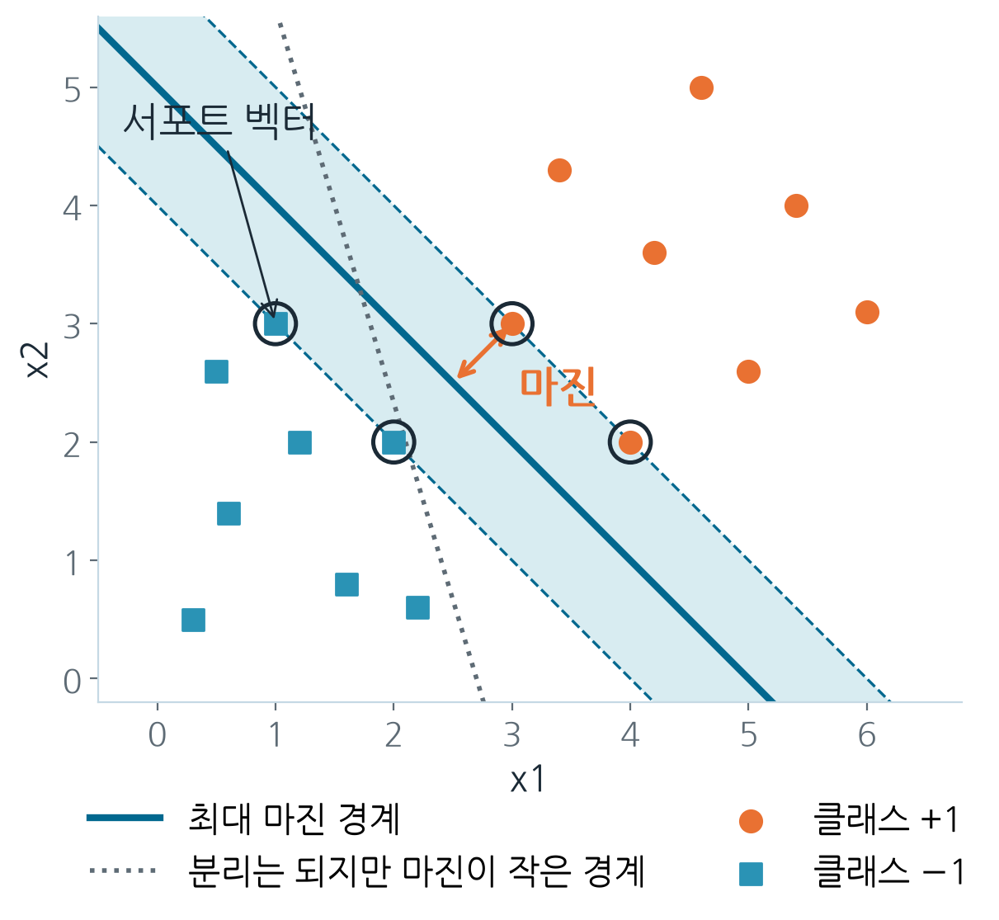 5
서포트 벡터
4
3
x2
마진
2
1
0
0 1 2 3 4 5 6
x1
최대 마진 경계
분리는 되지만 마진이 작은 경계
클래스 +1
클래스 −1